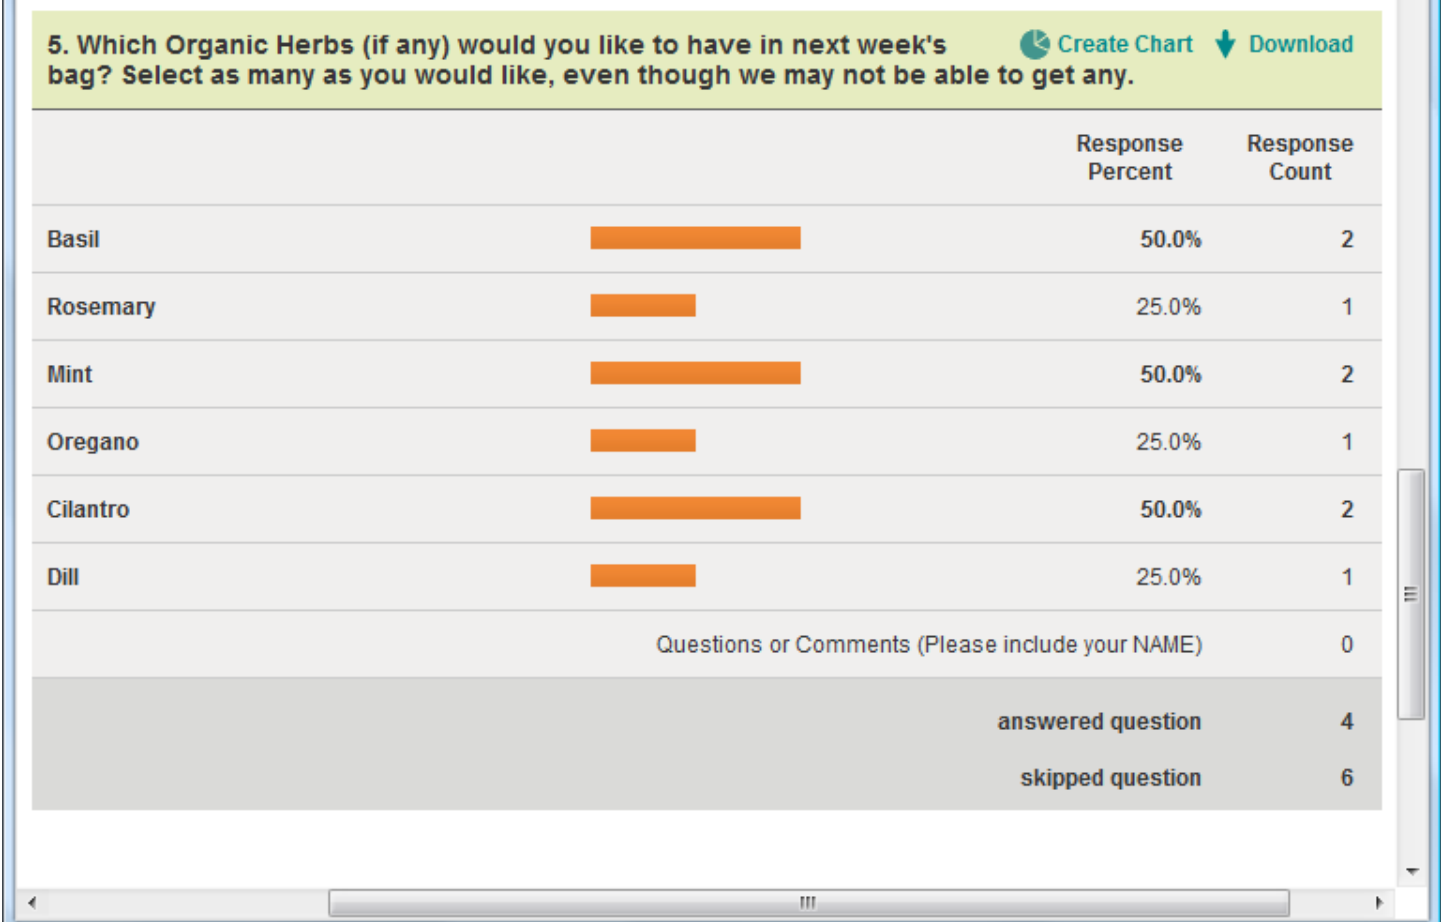 5. Which Organic Herbs (if any) would you like to have in next week's
bag? Select as many as you would like, even though we may not be able to get any.
Create Chart Download
Response Percent Response Count
Basil 50.0% 2
Rosemary 25.0% 1
Mint 50.0% 2
Oregano 25.0% 1
Cilantro 50.0% 2
Dill 25.0% 1
Questions or Comments (Please include your NAME) 0
answered question 4
skipped question 6